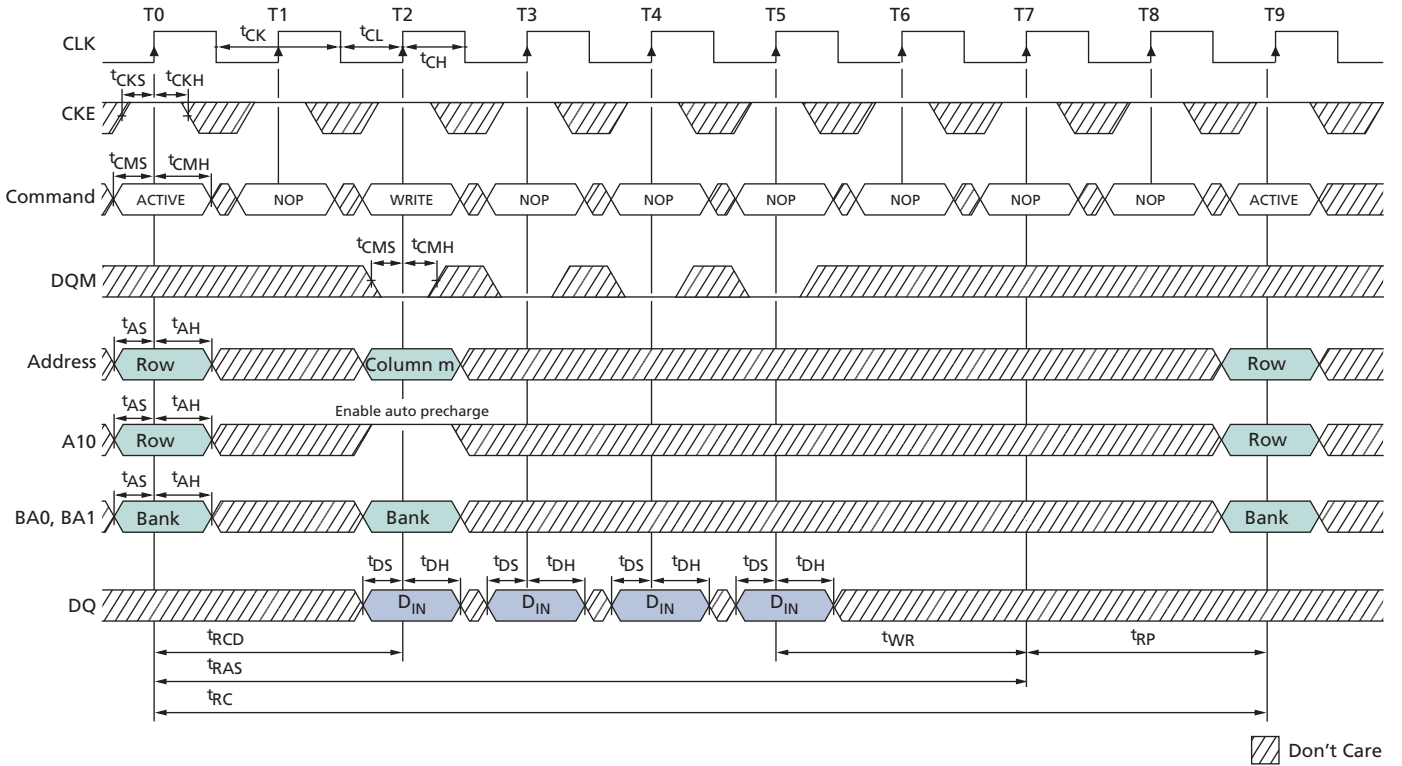 T0 T1 T2 T3 T4 T5 T6 T7 T8 T9
CLK tCK tCL tCH
tCKS tCKH
CKE
tCMS tCMH
Command ACTIVE NOP WRITE NOP NOP NOP NOP NOP NOP ACTIVE
tCMS tCMH
DQM
tAS tAH
Address Row Column m Row
tAS tAH Enable auto precharge
A10 Row Row
tAS tAH
BA0, BA1 Bank Bank Bank
tDS tDH tDS tDH tDS tDH tDS tDH
DQ DIN DIN DIN DIN
tRCD tWR tRP
tRAS
tRC
Don't Care